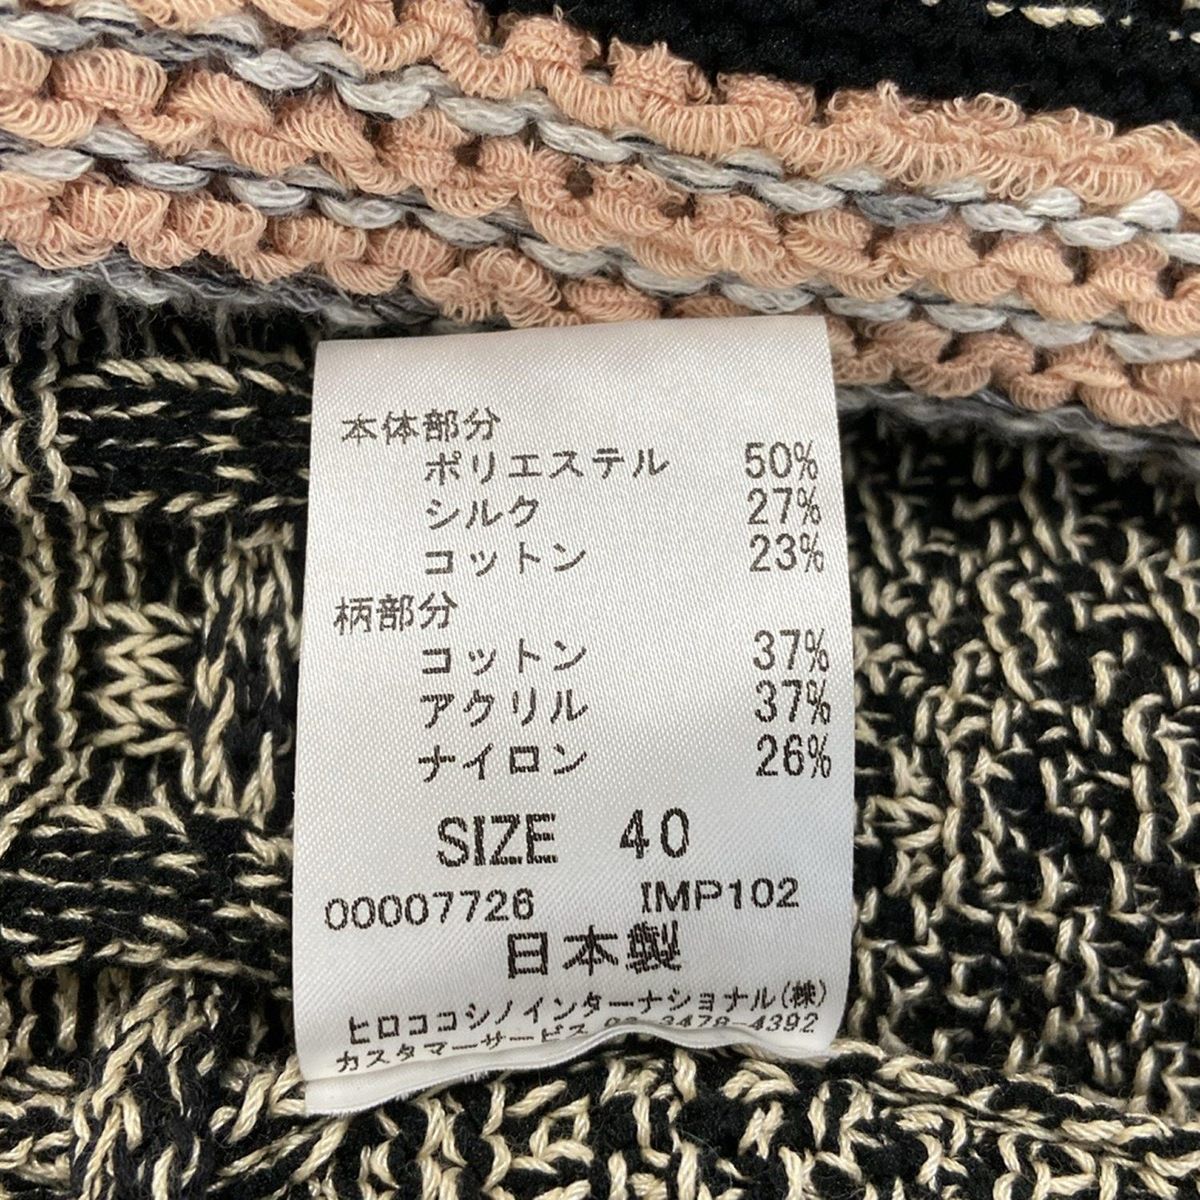 本体部分
ポリエステル 50%
シルク 27%
コットン 23%
柄部分
コットン 37%
アクリル 37%
ナイロン 26%
SIZE 40
00007726 IMP102
日本製
ヒロココシノインターナショナル(株)
カスタマーサービス 03-3478-4392